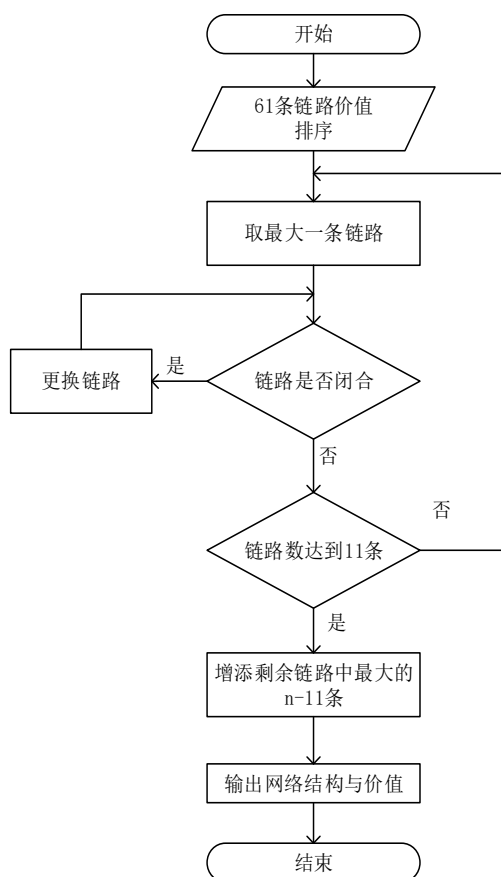 开始
61条链路价值
排序
取最大一条链路
更换链路
是
链路是否闭合
否
链路数达到11条
否
是
增添剩余链路中最大的
n-11条
输出网络结构与价值
结束